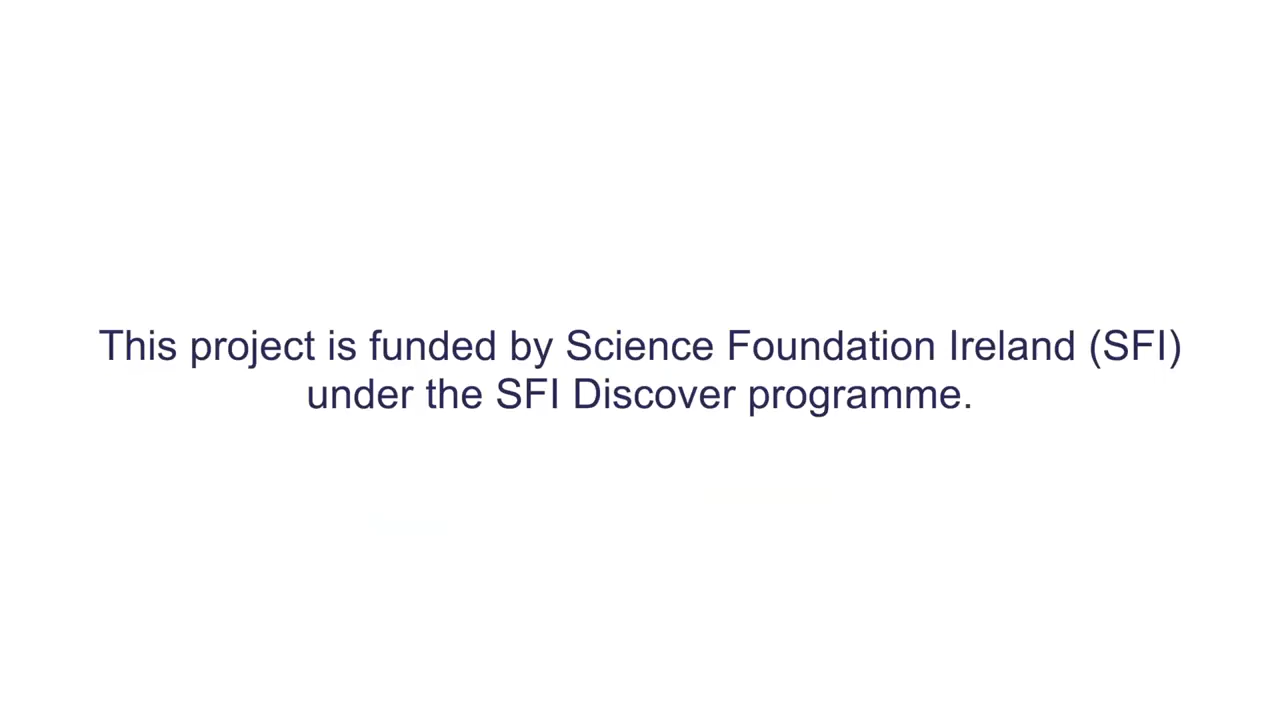 This project is funded by Science Foundation Ireland (SFI)
under the SFI Discover programme.